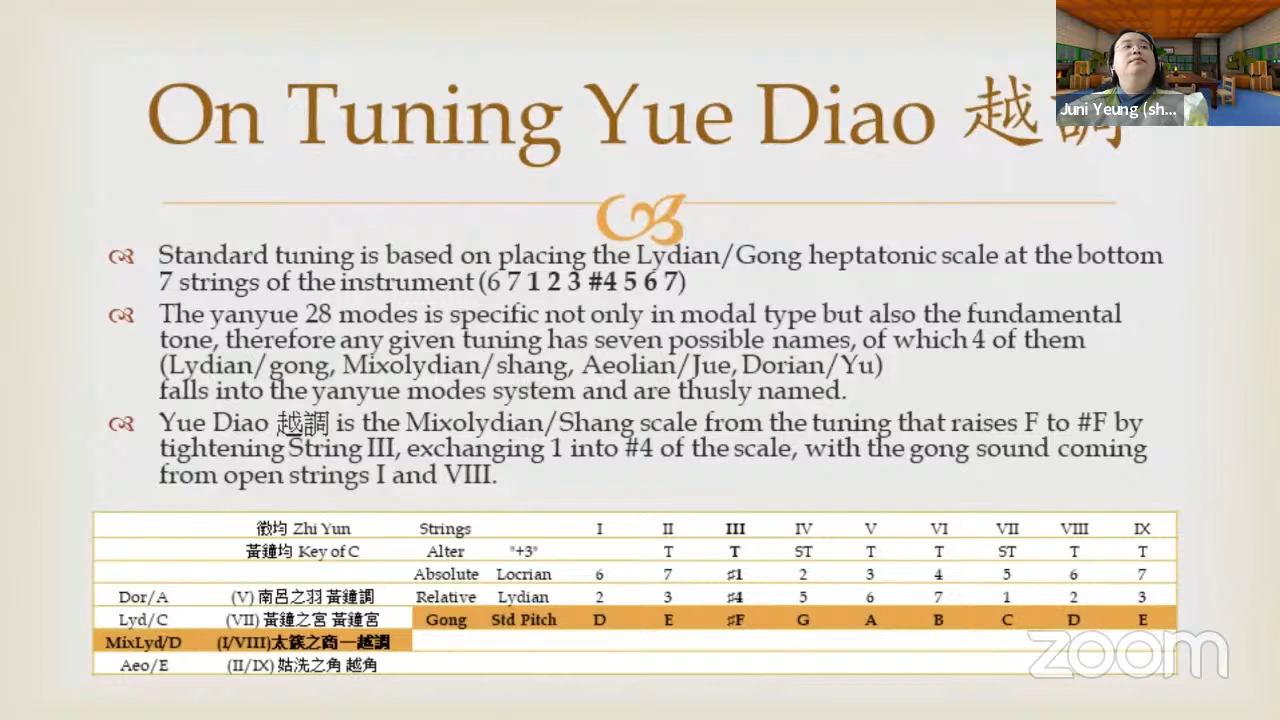 On Tuning Yue Diao 越調
Juni Yeung (sh...
Standard tuning is based on placing the Lydian/Gong heptatonic scale at the bottom
7 strings of the instrument (6 7 1 2 3 #4 5 6 7)
The yanyue 28 modes is specific not only in modal type but also the fundamental
tone, therefore any given tuning has seven possible names, of which 4 of them
(Lydian/gong, Mixolydian/shang, Aeolian/Jue, Dorian/Yu)
falls into the yanyue modes system and are thusly named.
Yue Diao 越調 is the Mixolydian/Shang scale from the tuning that raises F to #F by
tightening String III, exchanging 1 into #4 of the scale, with the gong sound coming
from open strings I and VIII.
徵均 Zhi Yun Strings I II III IV V VI VII VIII IX
黃鐘均 Key of C Alter "+3" T T ST T T ST T T
Absolute Locrian 6 7 ♯1 2 3 4 5 6 7
Dor/A (V) 南呂之羽 黃鐘調 Relative Lydian 2 3 ♯4 5 6 7 1 2 3
Lyd/C (VII) 黃鐘之宮 黃鐘宮 Gong Std Pitch D E ♯F G A B C D E
MixLyd/D (I/VIII)太簇之商—越調
Aeo/E (II/IX) 姑洗之角 越角
zoom